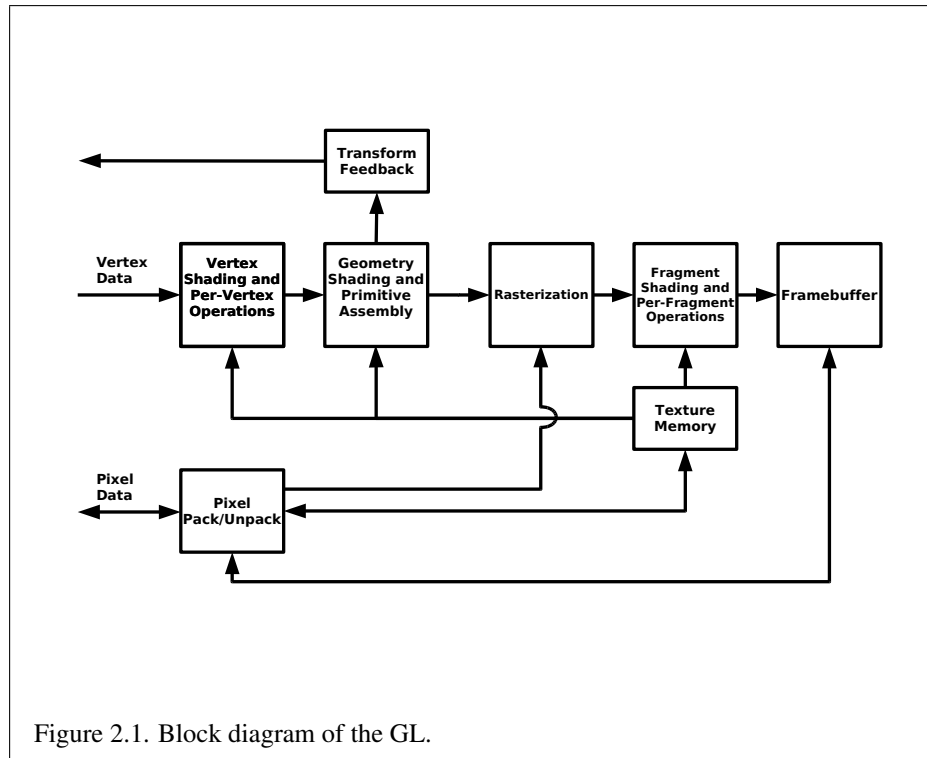 Transform
Feedback
Vertex
Data
Vertex
Shading and
Per-Vertex
Operations
Geometry
Shading and
Primitive
Assembly
Rasterization
Fragment
Shading and
Per-Fragment
Operations
Framebuffer
Texture
Memory
Pixel
Data
Pixel
Pack/Unpack
Figure 2.1. Block diagram of the GL.